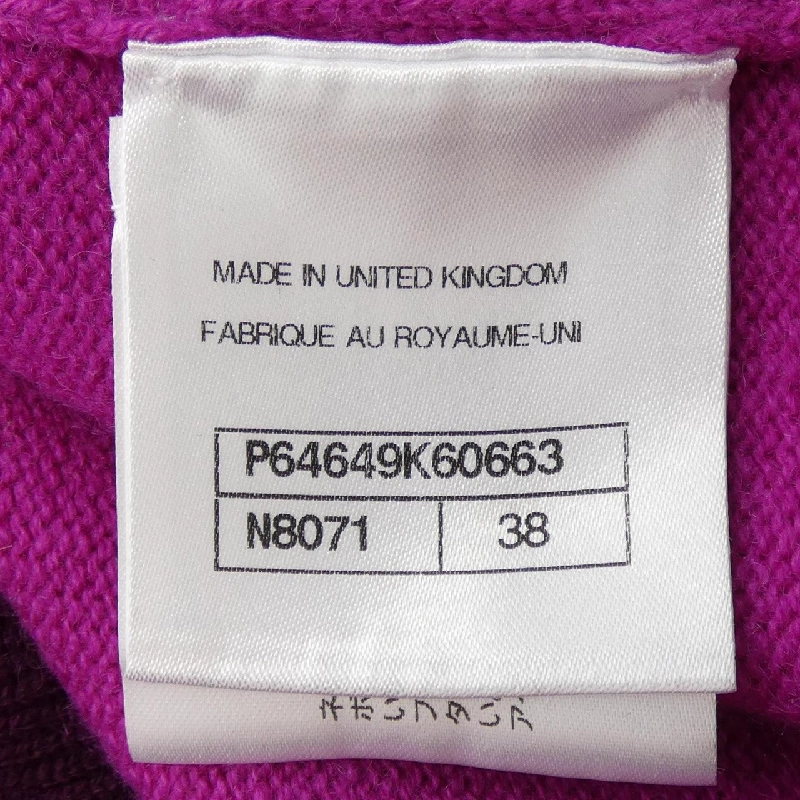 MADE IN UNITED KINGDOM
FABRIQUE AU ROYAUME-UNI
P64649K60663
N8071 38